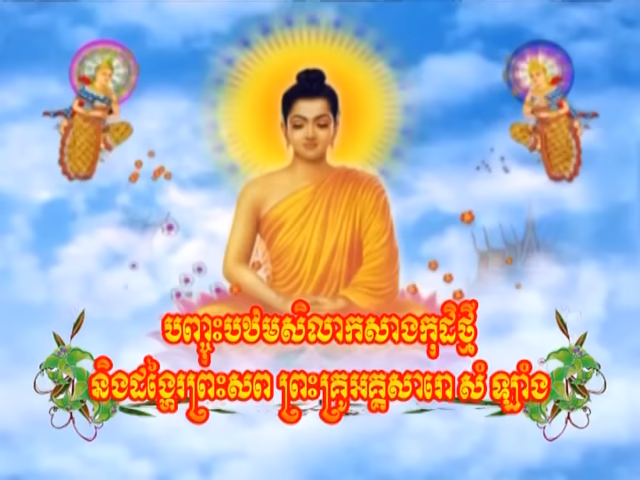 បញ្ចុះបឋមសិលាកសាងកុដិថ្មី
និងដង្ហែរព្រះសព ព្រះគ្រូអគ្គសារោ សំ ឡាំង